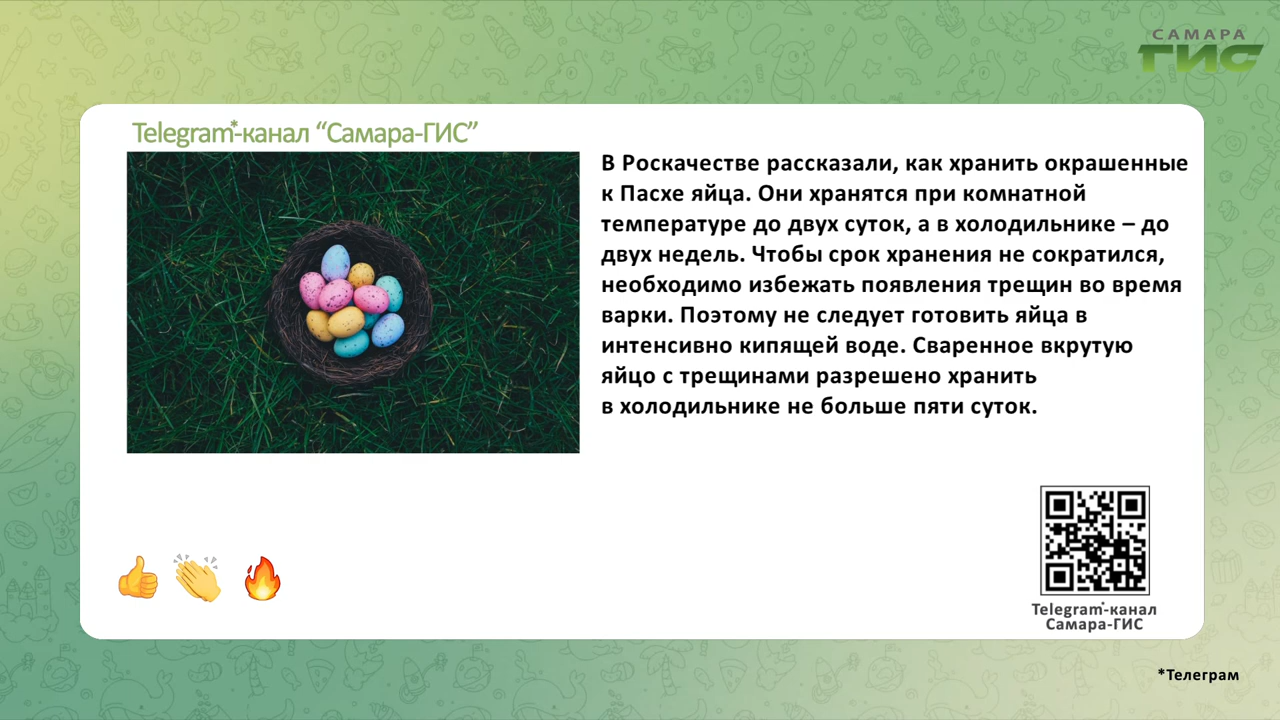 САМАРА
ГИС
Telegram*-канал “Самара-ГИС”
В Роскачестве рассказали, как хранить окрашенные
к Пасхе яйца. Они хранятся при комнатной
температуре до двух суток, а в холодильнике – до
двух недель. Чтобы срок хранения не сократился,
необходимо избежать появления трещин во время
варки. Поэтому не следует готовить яйца в
интенсивно кипящей воде. Сваренное вкрутую
яйцо с трещинами разрешено хранить
в холодильнике не больше пяти суток.
Telegram*-канал
Самара-ГИС
*Телеграм